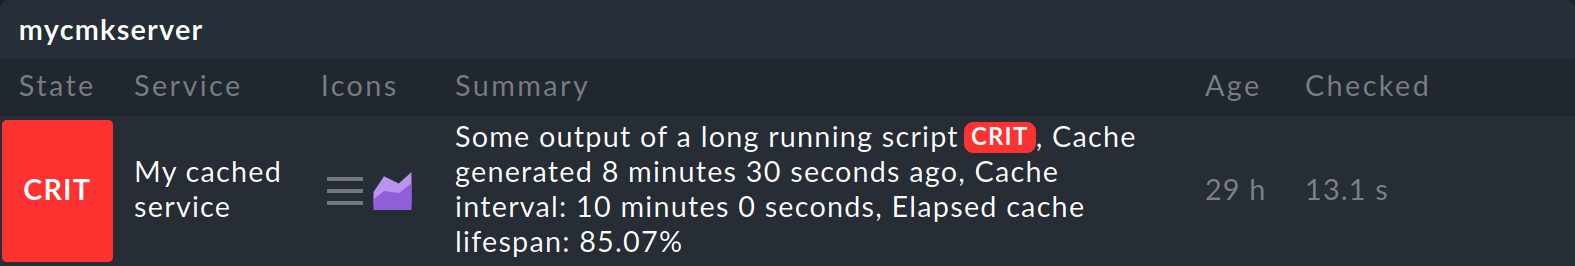 mycmkserver
State Service Icons Summary Age Checked
CRIT My cached service Some output of a long running script CRIT, Cache generated 8 minutes 30 seconds ago, Cache interval: 10 minutes 0 seconds, Elapsed cache lifespan: 85.07% 29 h 13.1 s